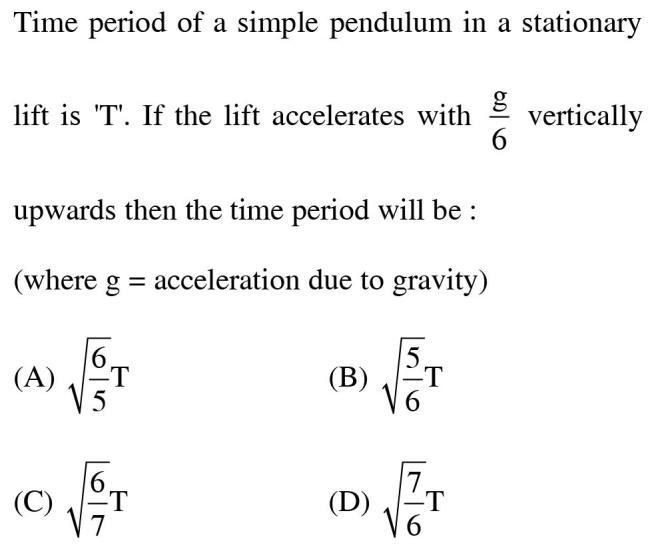 Time period of a simple pendulum in a stationary
lift is 'T'. If the lift accelerates with g/6 vertically
upwards then the time period will be :
(where g = acceleration due to gravity)
(A) √(6/5)T (B) √(5/6)T
(C) √(6/7)T (D) √(7/6)T